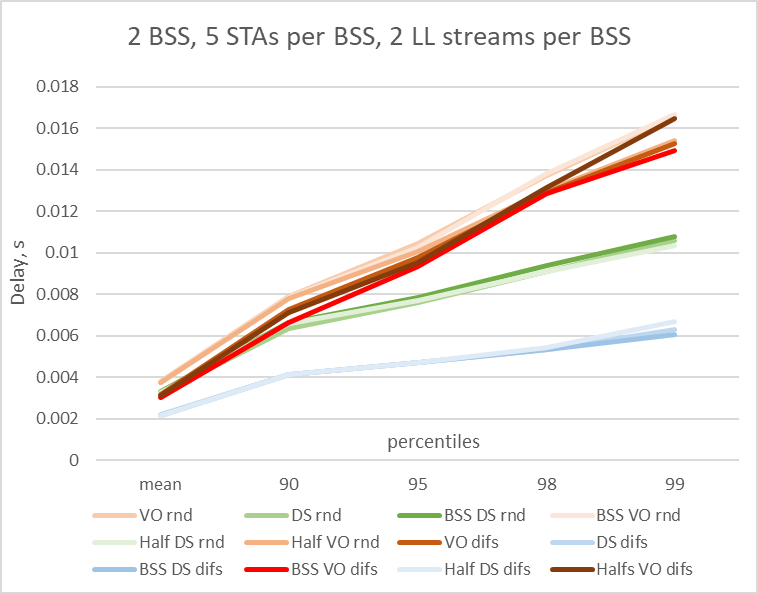 2 BSS, 5 STAs per BSS, 2 LL streams per BSS
0.018
0.016
0.014
0.012
0.01
0.008
0.006
0.004
0.002
0
Delay, s
percentiles
mean 90 95 98 99
VO rnd DS rnd BSS DS rnd BSS VO rnd
Half DS rnd Half VO rnd VO difs DS difs
BSS DS difs BSS VO difs Half DS difs Halfs VO difs